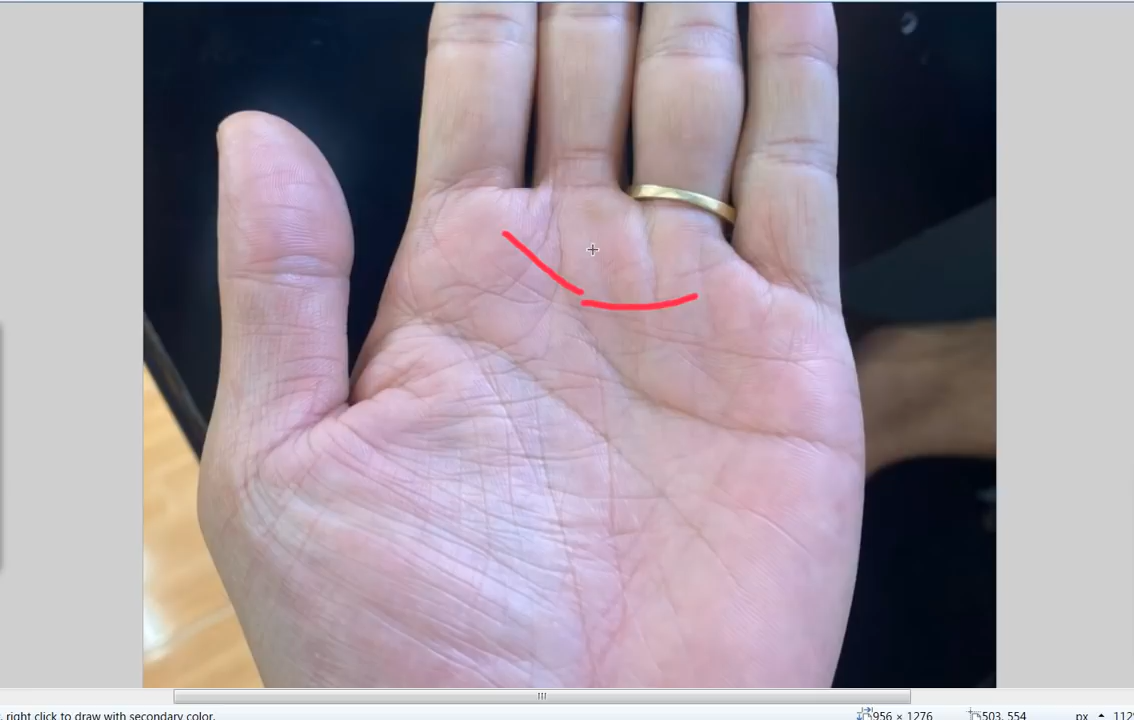 , right click to draw with secondary color.
956 × 1276
503, 554
px